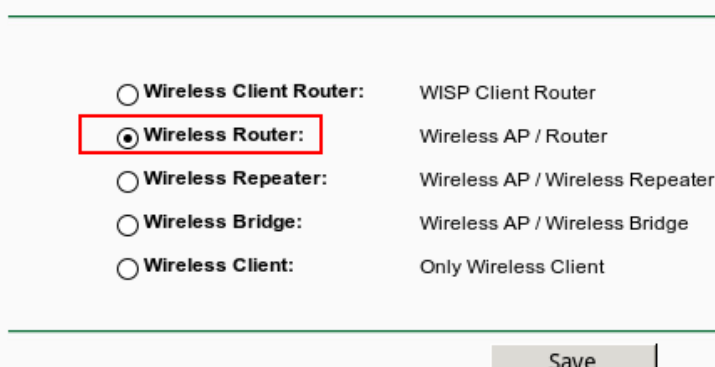 Wireless Client Router: WISP Client Router
Wireless Router: Wireless AP / Router
Wireless Repeater: Wireless AP / Wireless Repeater
Wireless Bridge: Wireless AP / Wireless Bridge
Wireless Client: Only Wireless Client
Save